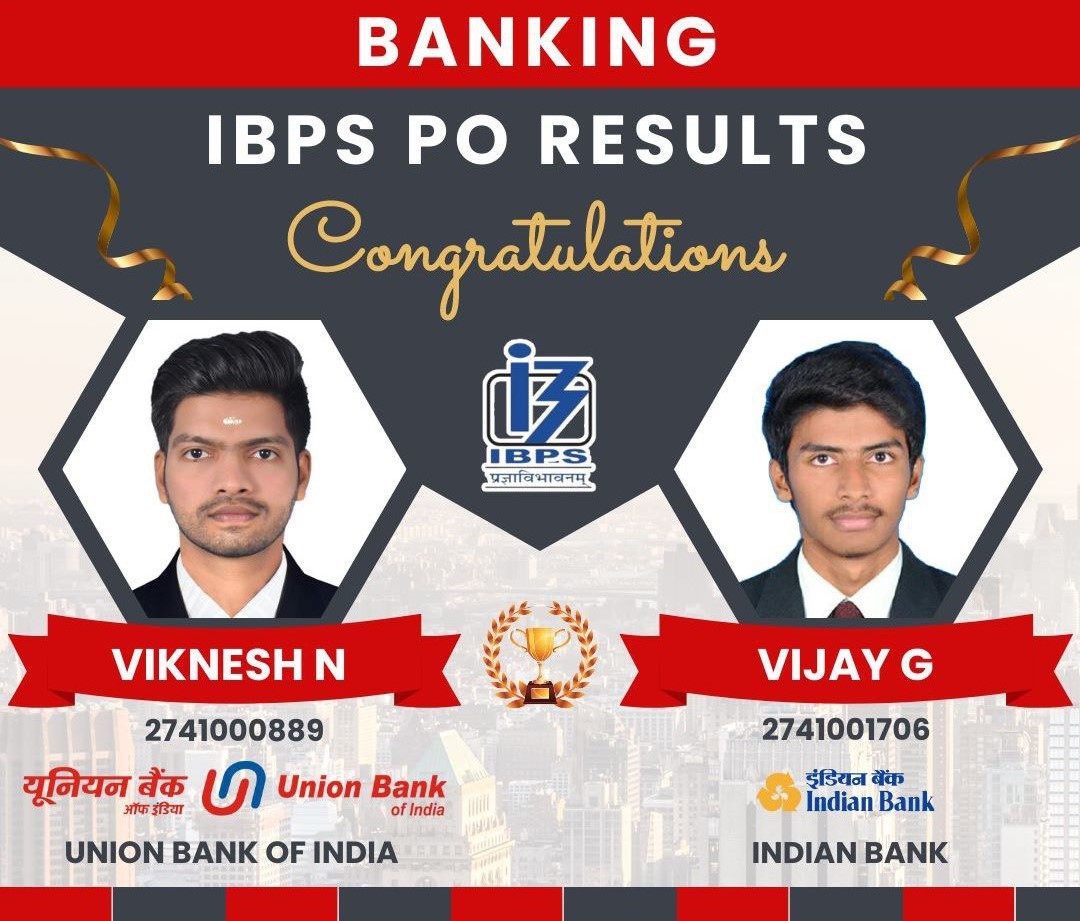 BANKING
IBPS PO RESULTS
Congratulations
IBPS
प्रज्ञाविभावनम्
VIKNESH N
VIJAY G
2741000889
2741001706
यूनियन बैंक
ऑफ इंडिया
Union Bank
of India
इंडियन बैंक
Indian Bank
UNION BANK OF INDIA
INDIAN BANK